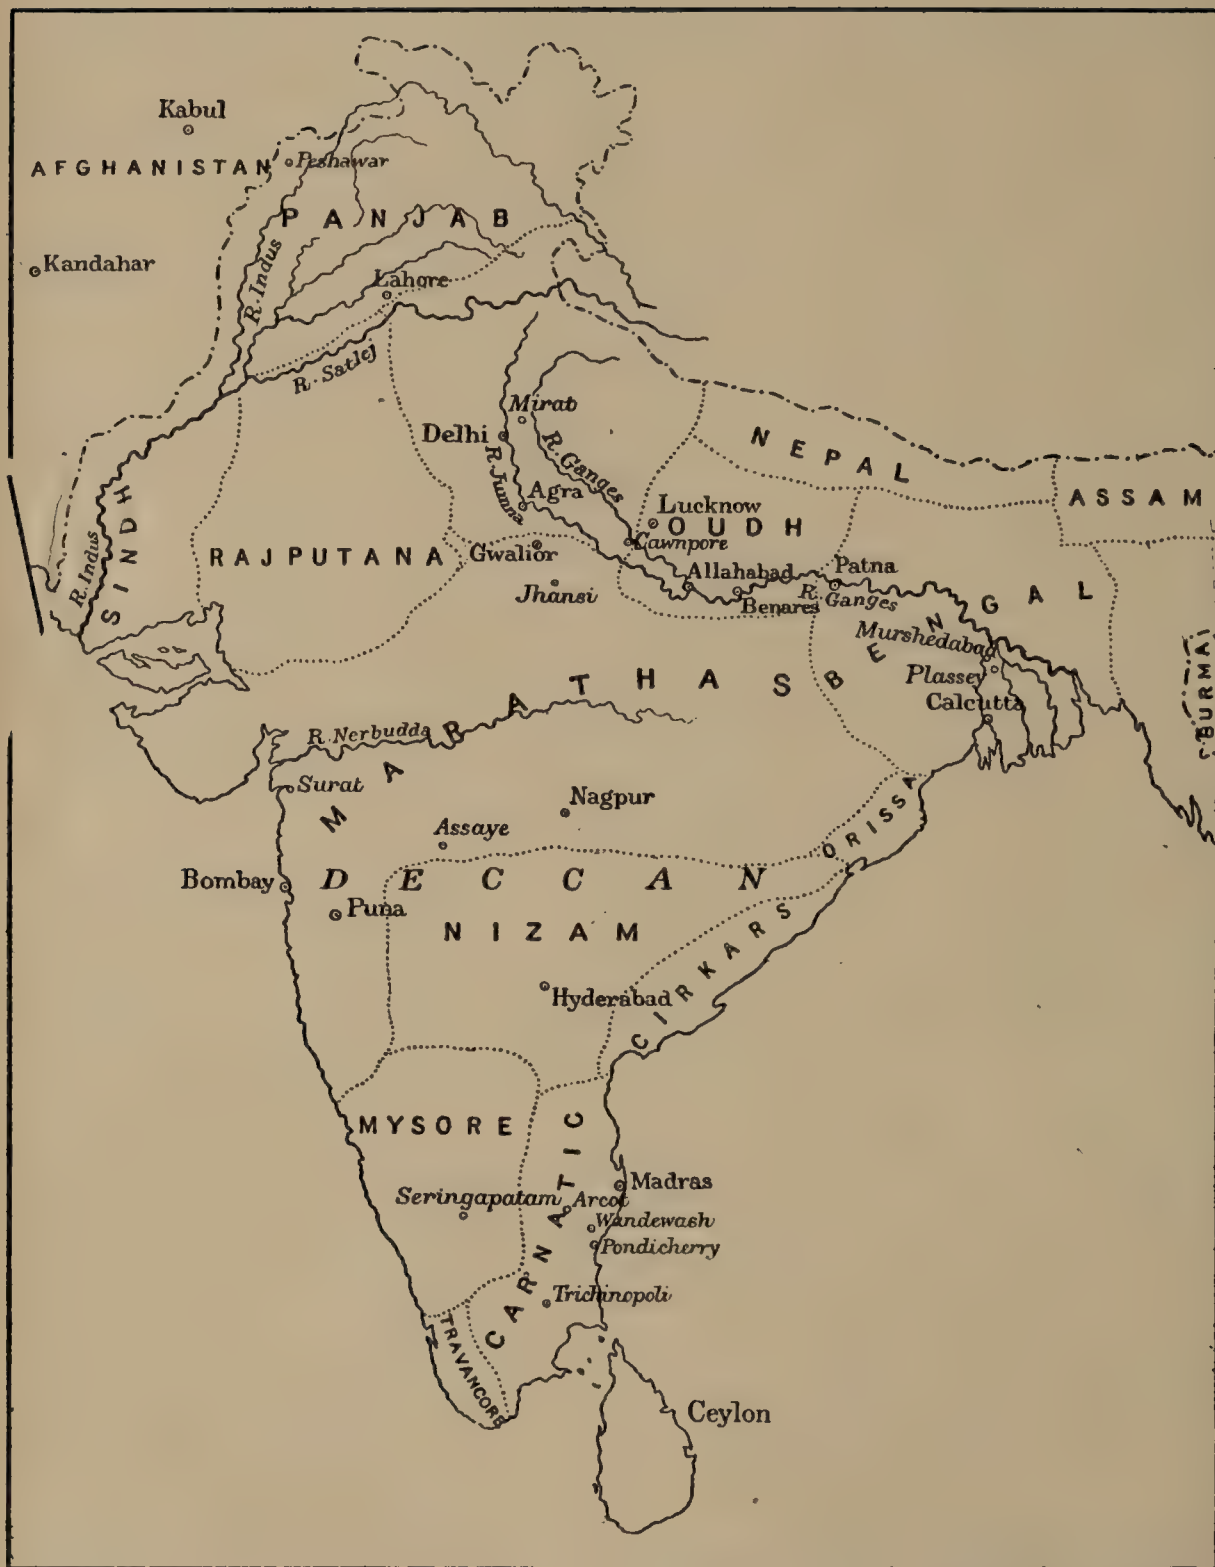 Kabul
AFGHANISTAN
Peshawar
PANJAB
Kandahar
R. Indus
Lahore
R. Satlej
Mirat
Delhi
R. Ganges
R. Jumna
NEPAL
Agra
ASSAM
Lucknow
OUDH
SINDH
R. Indus
RAJPUTANA
Gwalior
Cawnpore
Jhansi
Allahabad
Patna
Benares
R. Ganges
BENGAL
Murshedabad
Plassey
Calcutta
BURMA
MARATHAS
R. Nerbudda
Surat
Nagpur
Assaye
ORISSA
Bombay
DECCAN
Puna
NIZAM
CIRKARS
Hyderabad
MYSORE
CARNATIC
Madras
Seringapatam
Arcot
Wandewash
Pondicherry
Trichinopoli
TRAVANCORE
Ceylon